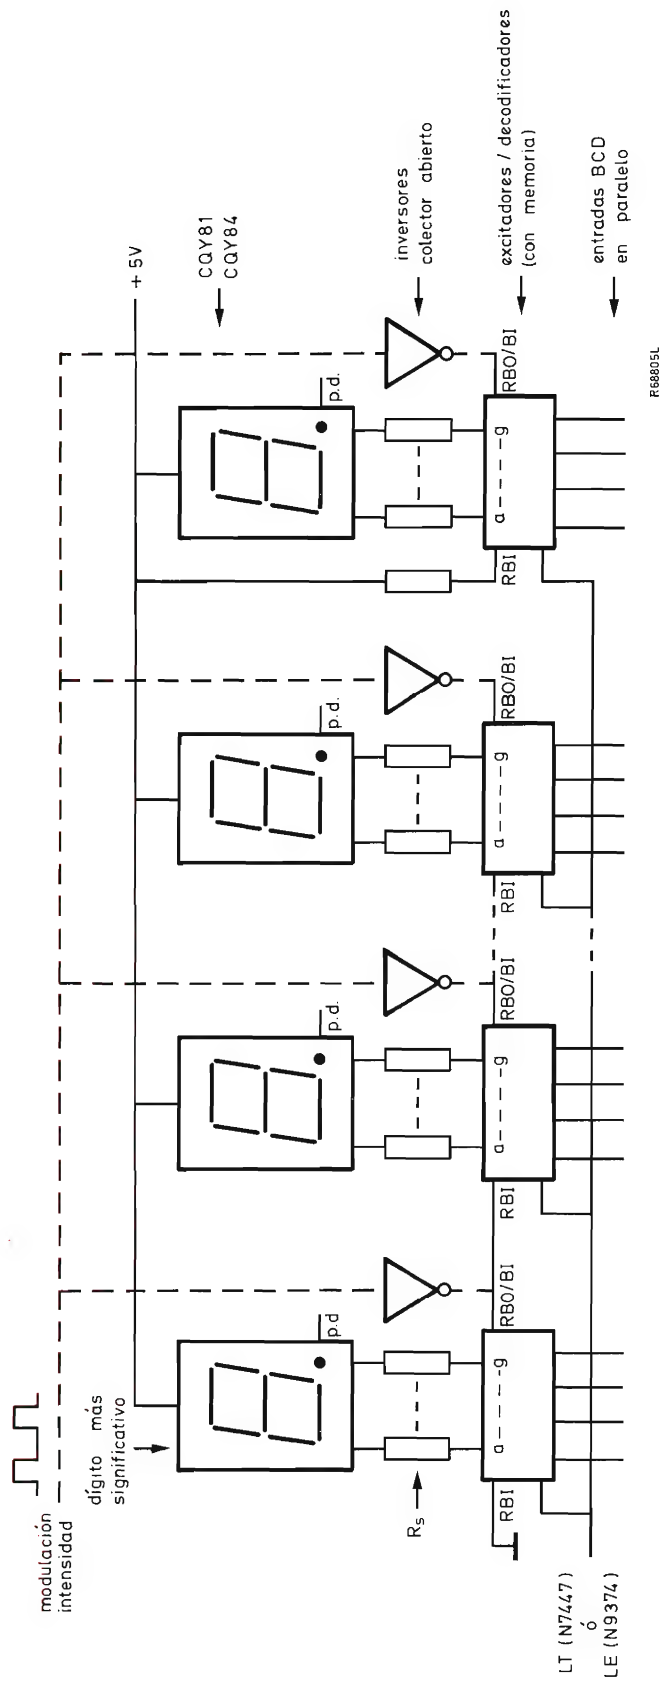 modulación
intensidad
dígito más
significativo
+ 5V
CQY81
CQY84
p.d
p.d.
p.d.
p.d.
Rs
inversores
colector abierto
RBI
a
g
RBO/BI
RBI
a
g
RBO/BI
RBI
a
g
RBO/BI
RBI
a
g
RBO/BI
excitadores / decodificadores
(con memoria)
LT (N7447)
ó
LE (N9374)
entradas BCD
en paralelo
R68805L